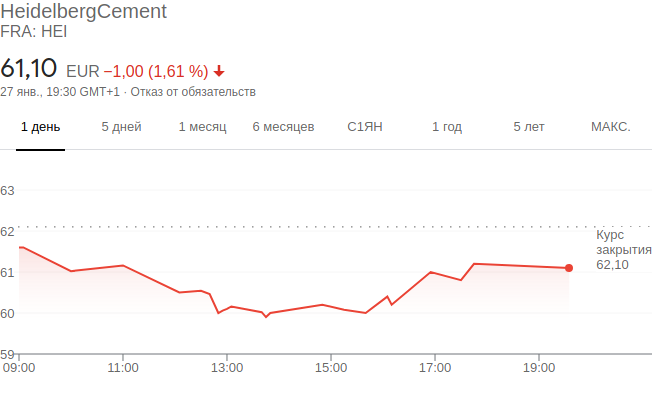 HeidelbergCement
FRA: HEI
61,10 EUR −1,00 (1,61 %)
27 янв., 19:30 GMT+1 · Отказ от обязательств
1 день 5 дней 1 месяц 6 месяцев С1ЯН 1 год 5 лет МАКС.
63
62
Курс
закрытия
62,10
61
60
59
09:00 11:00 13:00 15:00 17:00 19:00